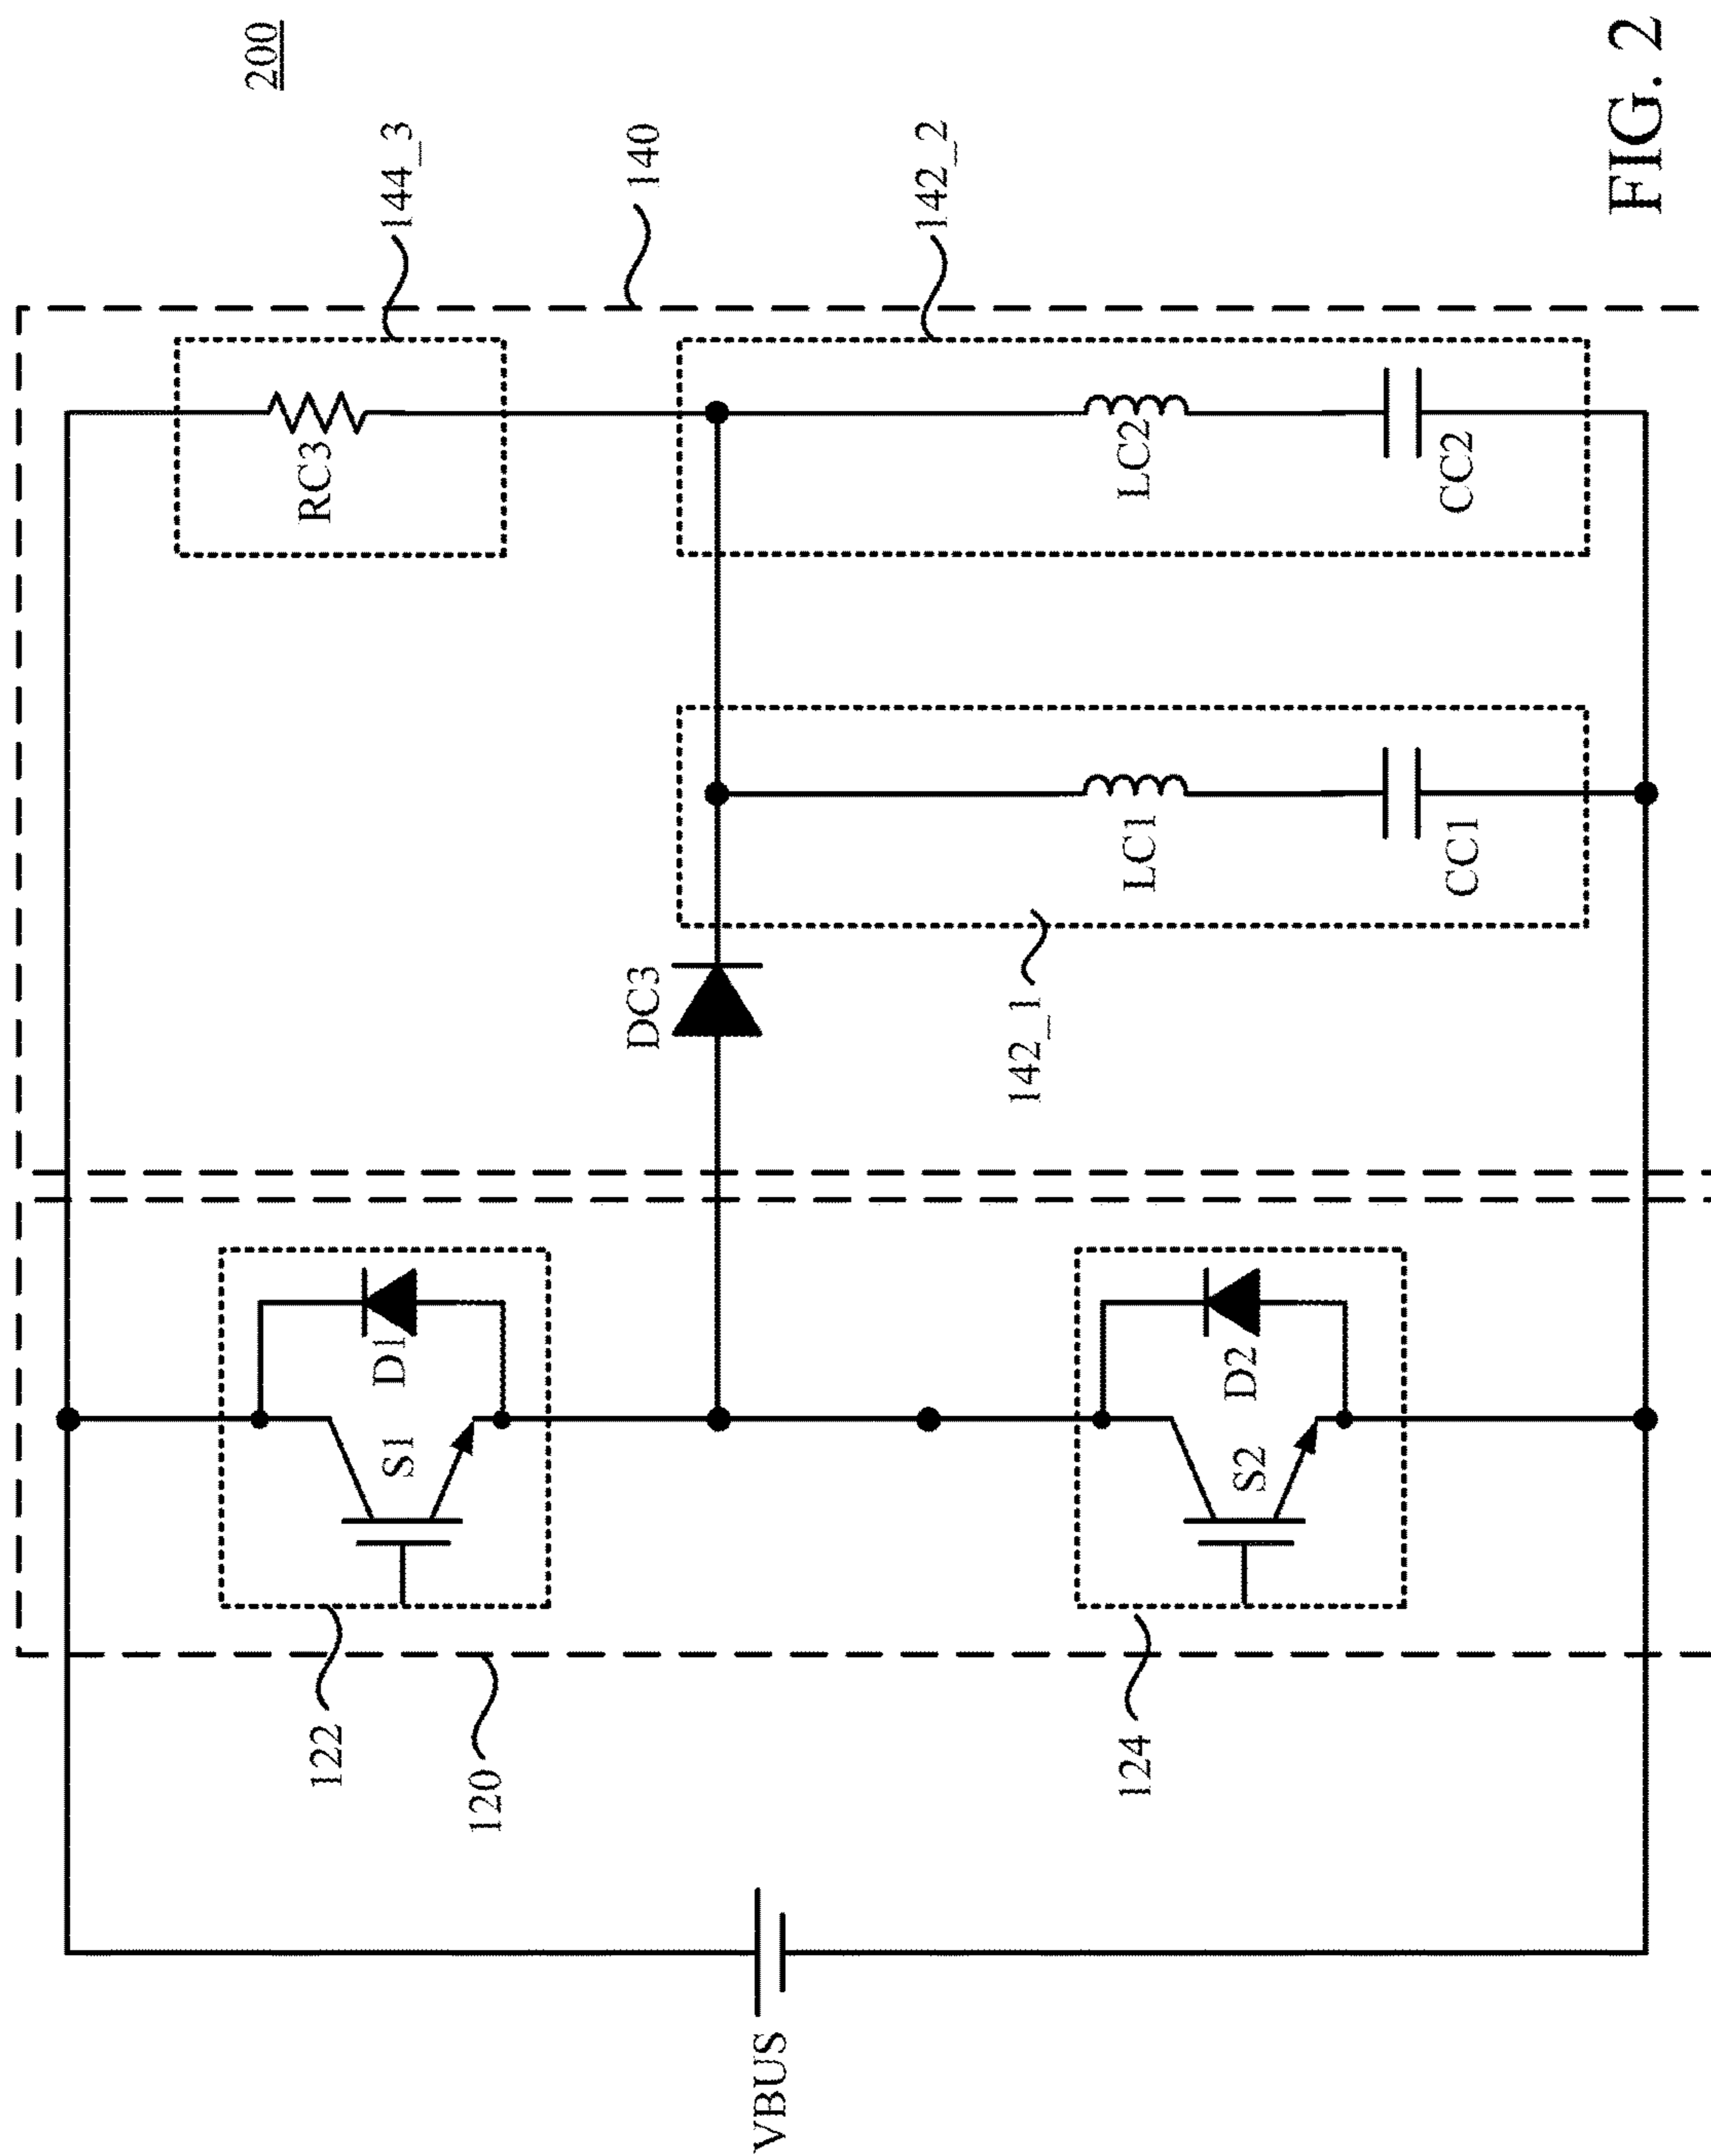 200
144_3
140
142_2
FIG. 2
RC3
LC2
CC2
LC1
CC1
DC3
142_1
D1
S1
D2
S2
122
120
124
VBUS